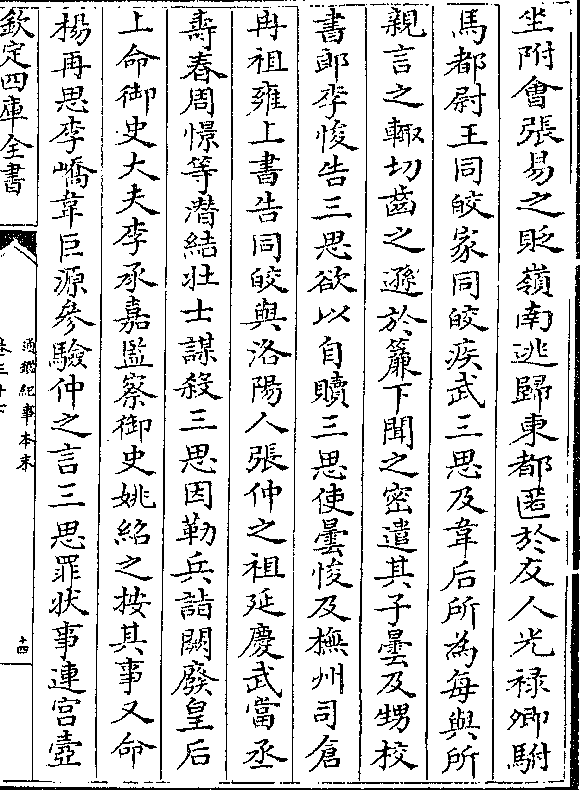 坐附㑹張易之貶嶺南逃歸東都匿於友人光禄卿駙
馬都尉王同皎家同皎疾武三思及韋后所為每與所
親言之輙切齒之遜於簾下聞之密遣其子曇及甥校
書郎李悛告三思欲以自贖三思使曇悛及撫州司倉
冉祖雍上書告同皎與洛陽人張仲之祖延慶武當丞
壽春周憬等潛結壮士謀殺三思因勒兵詣闕廢皇后
上命御史大夫李承嘉監察御史姚紹之按其事又命
楊再思李嶠韋巨源參驗仲之言三思罪状事連宫壼
欽定四庫全書
通鑑紀事本末
十四